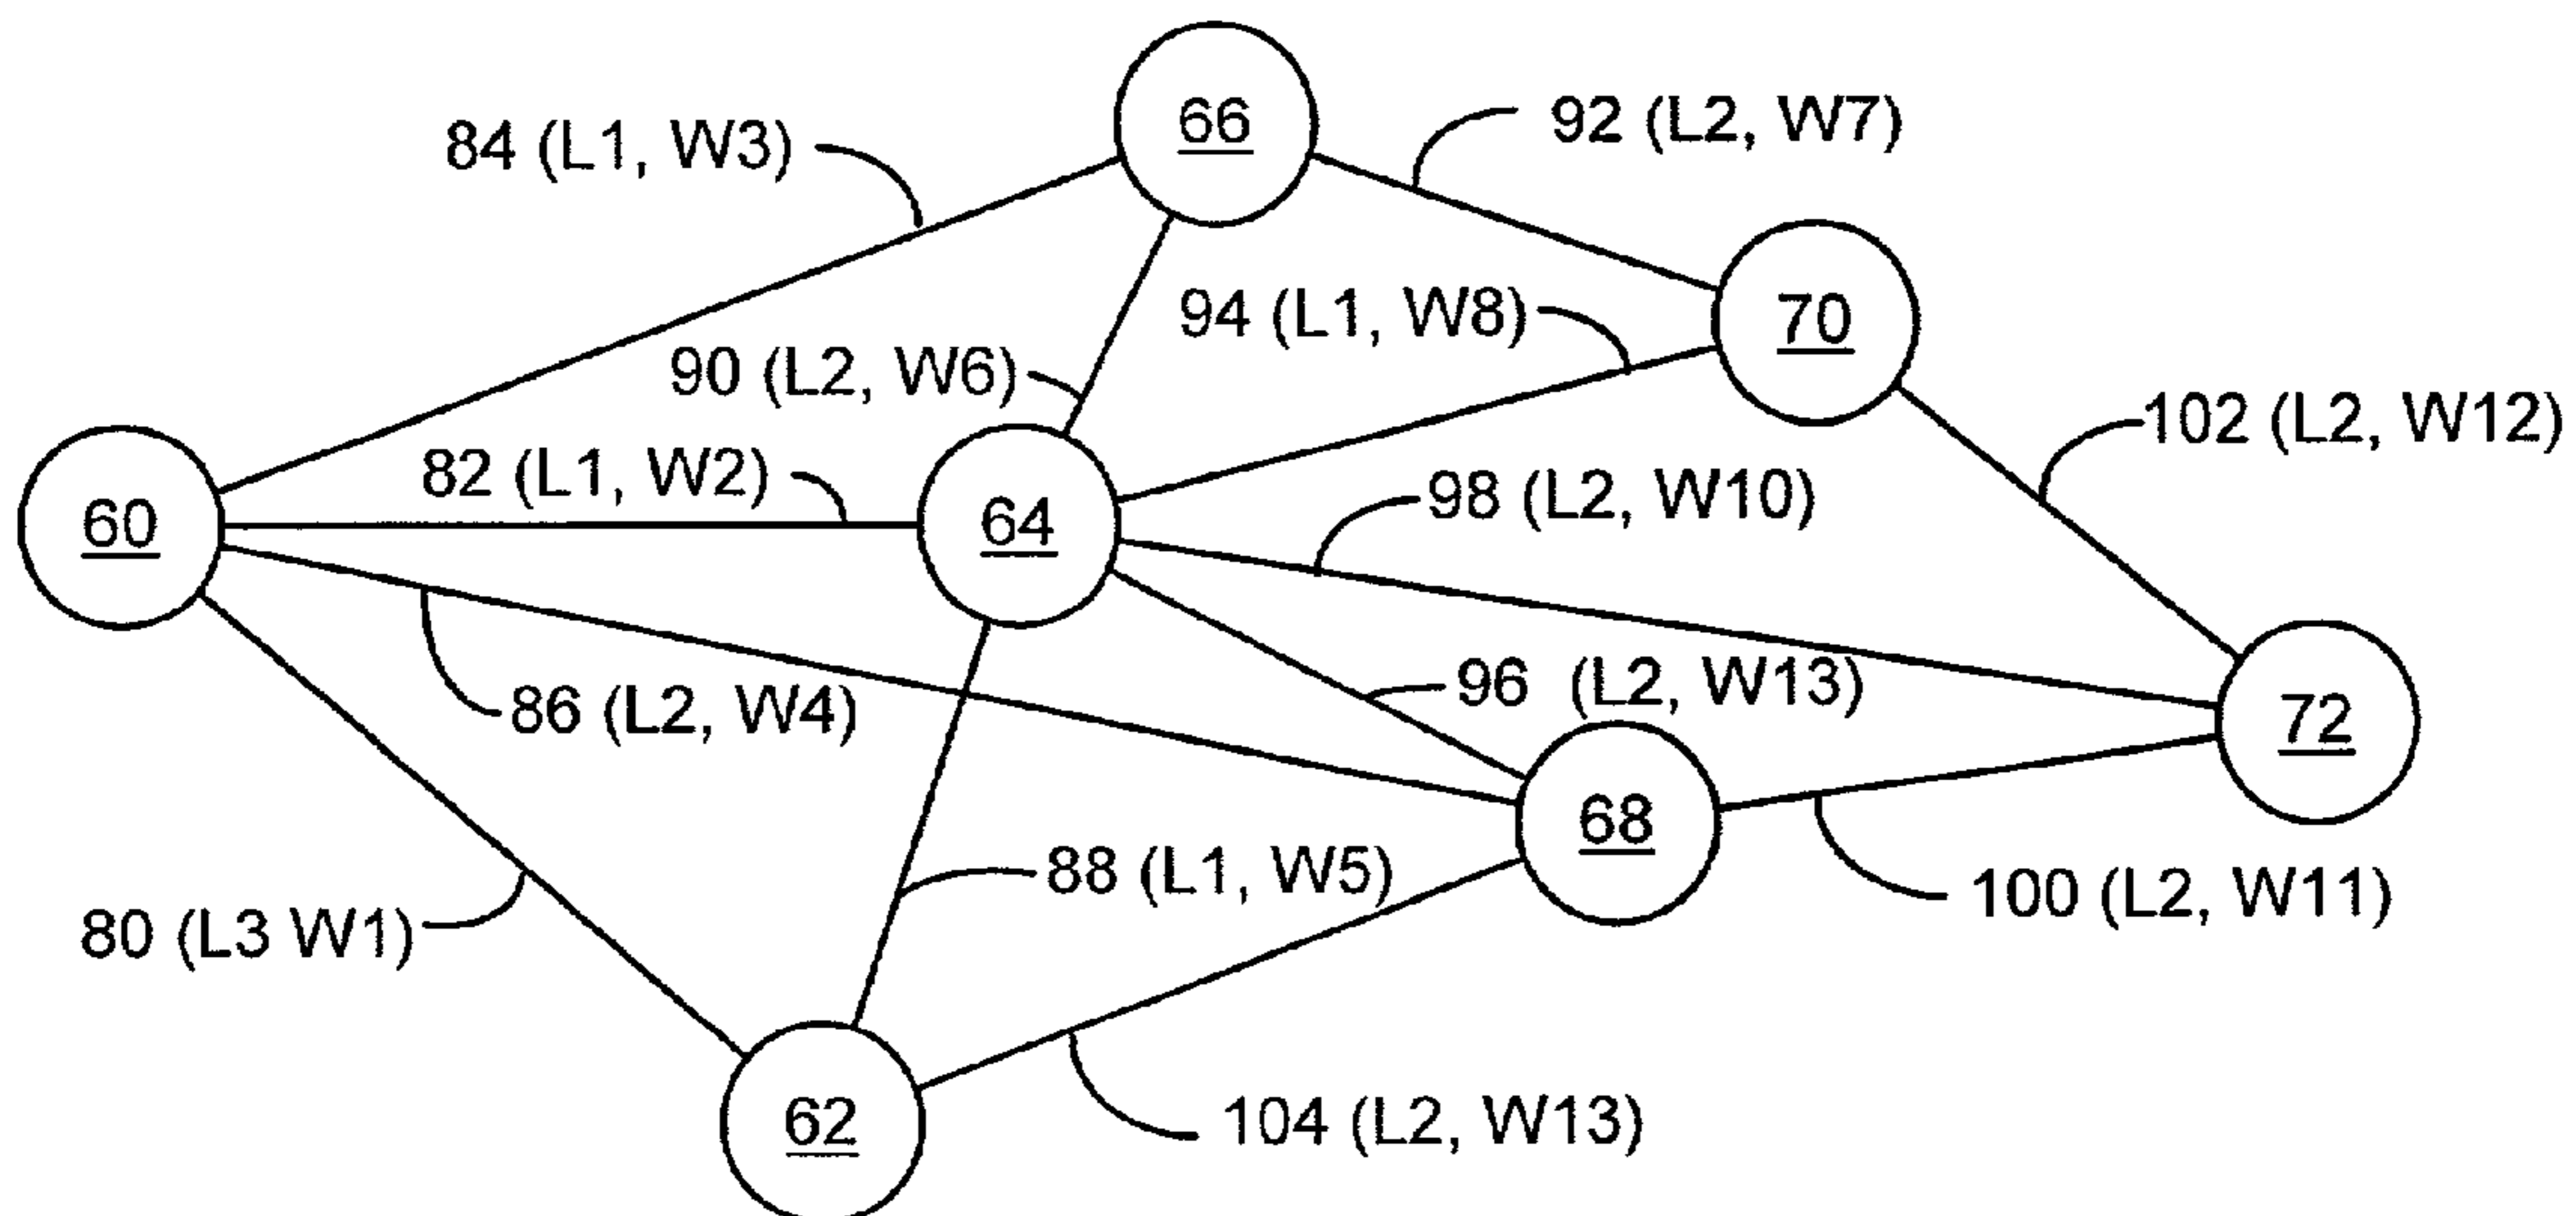 66
92 (L2, W7)
84 (L1, W3)
94 (L1, W8)
70
90 (L2, W6)
102 (L2, W12)
82 (L1, W2)
98 (L2, W10)
60
64
96 (L2, W13)
86 (L2, W4)
72
68
88 (L1, W5)
100 (L2, W11)
80 (L3 W1)
62
104 (L2, W13)